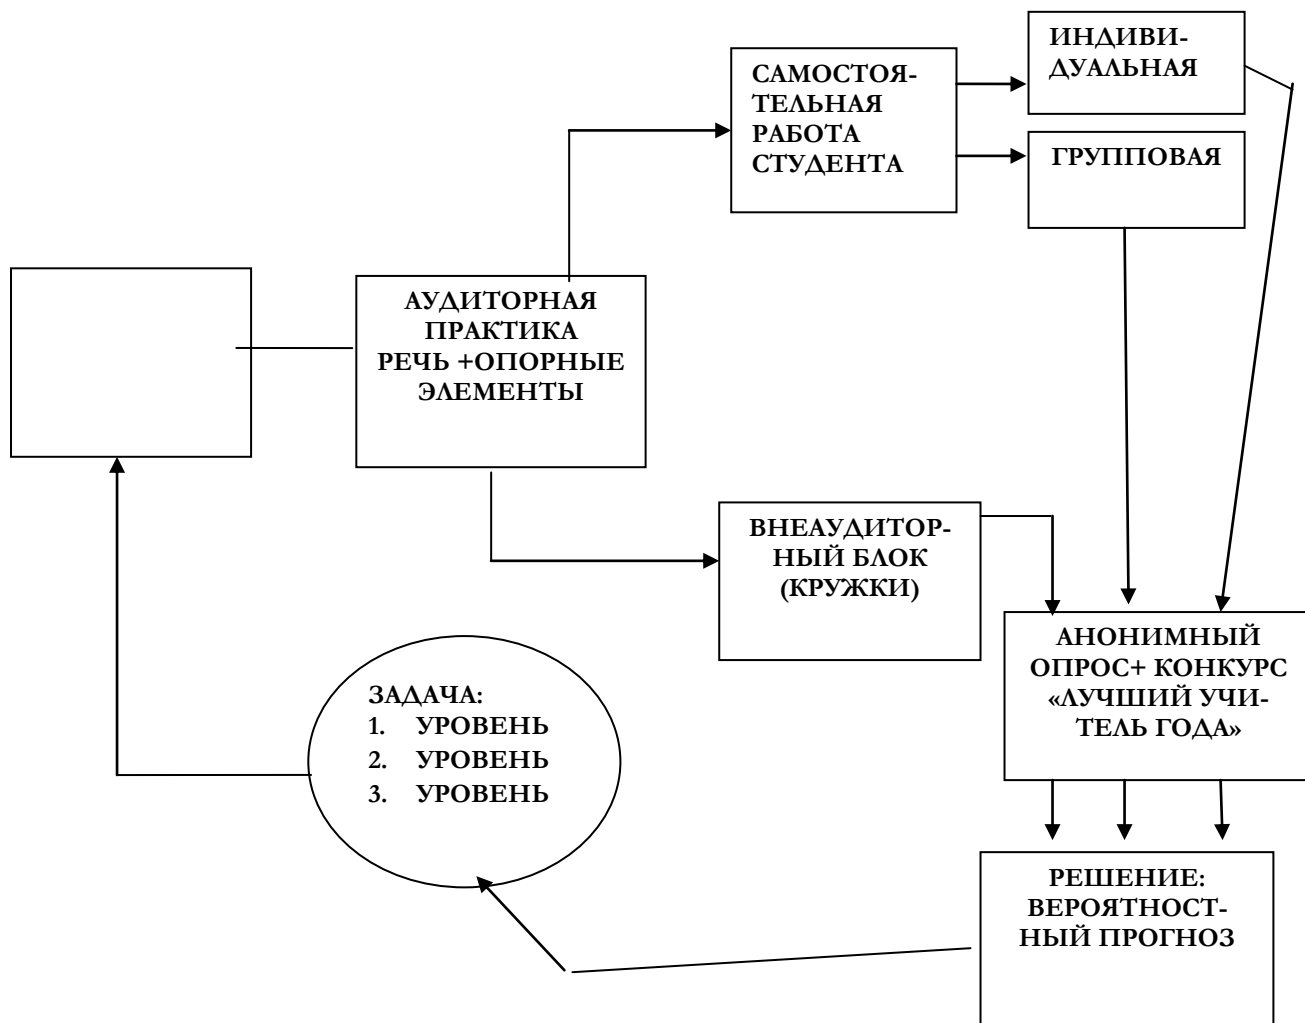 ИНДИВИ-
ДУАЛЬНАЯ
САМОСТОЯ-
ТЕЛЬНАЯ
РАБОТА
СТУДЕНТА
ГРУППОВАЯ
АУДИТОРНАЯ
ПРАКТИКА
РЕЧЬ +ОПОРНЫЕ
ЭЛЕМЕНТЫ
ВНЕАУДИТОР-
НЫЙ БЛОК
(КРУЖКИ)
АНОНИМНЫЙ
ОПРОС+ КОНКУРС
«ЛУЧШИЙ УЧИ-
ТЕЛЬ ГОДА»
ЗАДАЧА:
1. УРОВЕНЬ
2. УРОВЕНЬ
3. УРОВЕНЬ
РЕШЕНИЕ:
ВЕРОЯТНОСТ-
НЫЙ ПРОГНОЗ